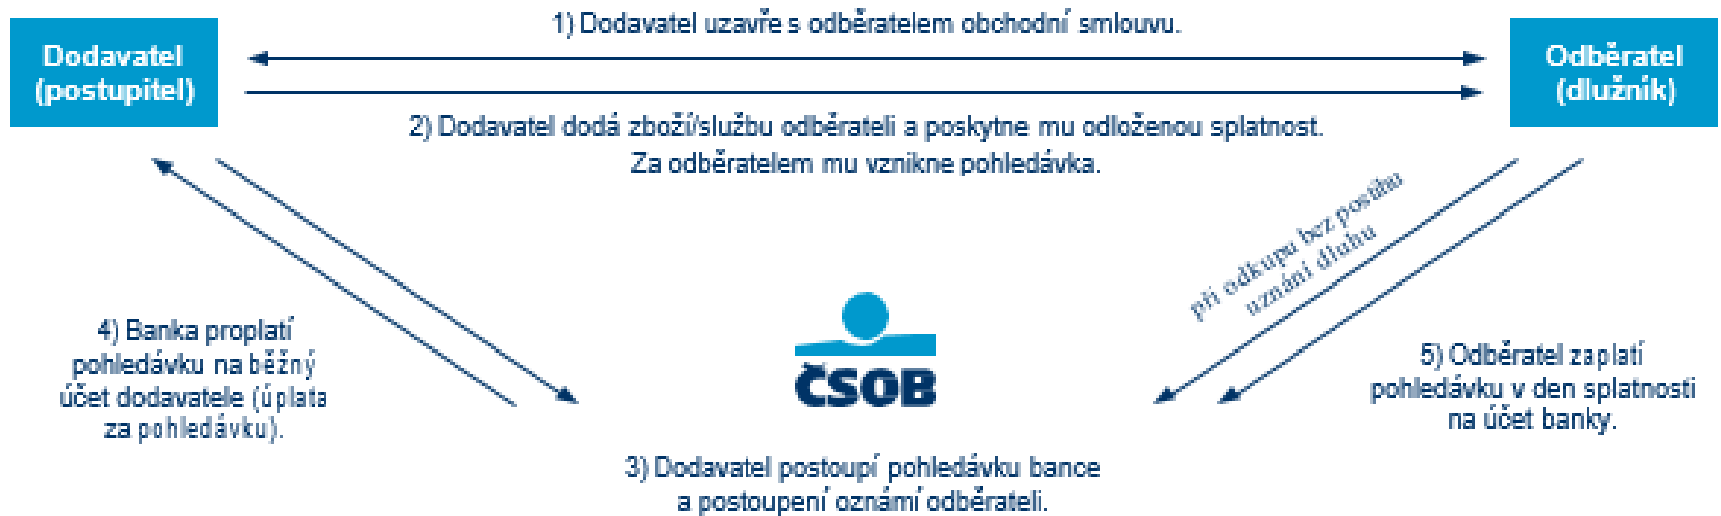 1) Dodavatel uzavře s odběratelem obchodní smlouvu.
Dodavatel
(postupitel)
Odběratel
(dlužník)
2) Dodavatel dodá zboží/službu odběrateli a poskytne mu odloženou splatnost.
Za odběratelem mu vznikne pohledávka.
při odkupu bez postihu
uznání dluhu
4) Banka proplatí
pohledávku na běžný
účet dodavatele (úplata
za pohledávku).
ČSOB
5) Odběratel zaplatí
pohledávku v den splatnosti
na účet banky.
3) Dodavatel postoupí pohledávku bance
a postoupení oznámí odběrateli.